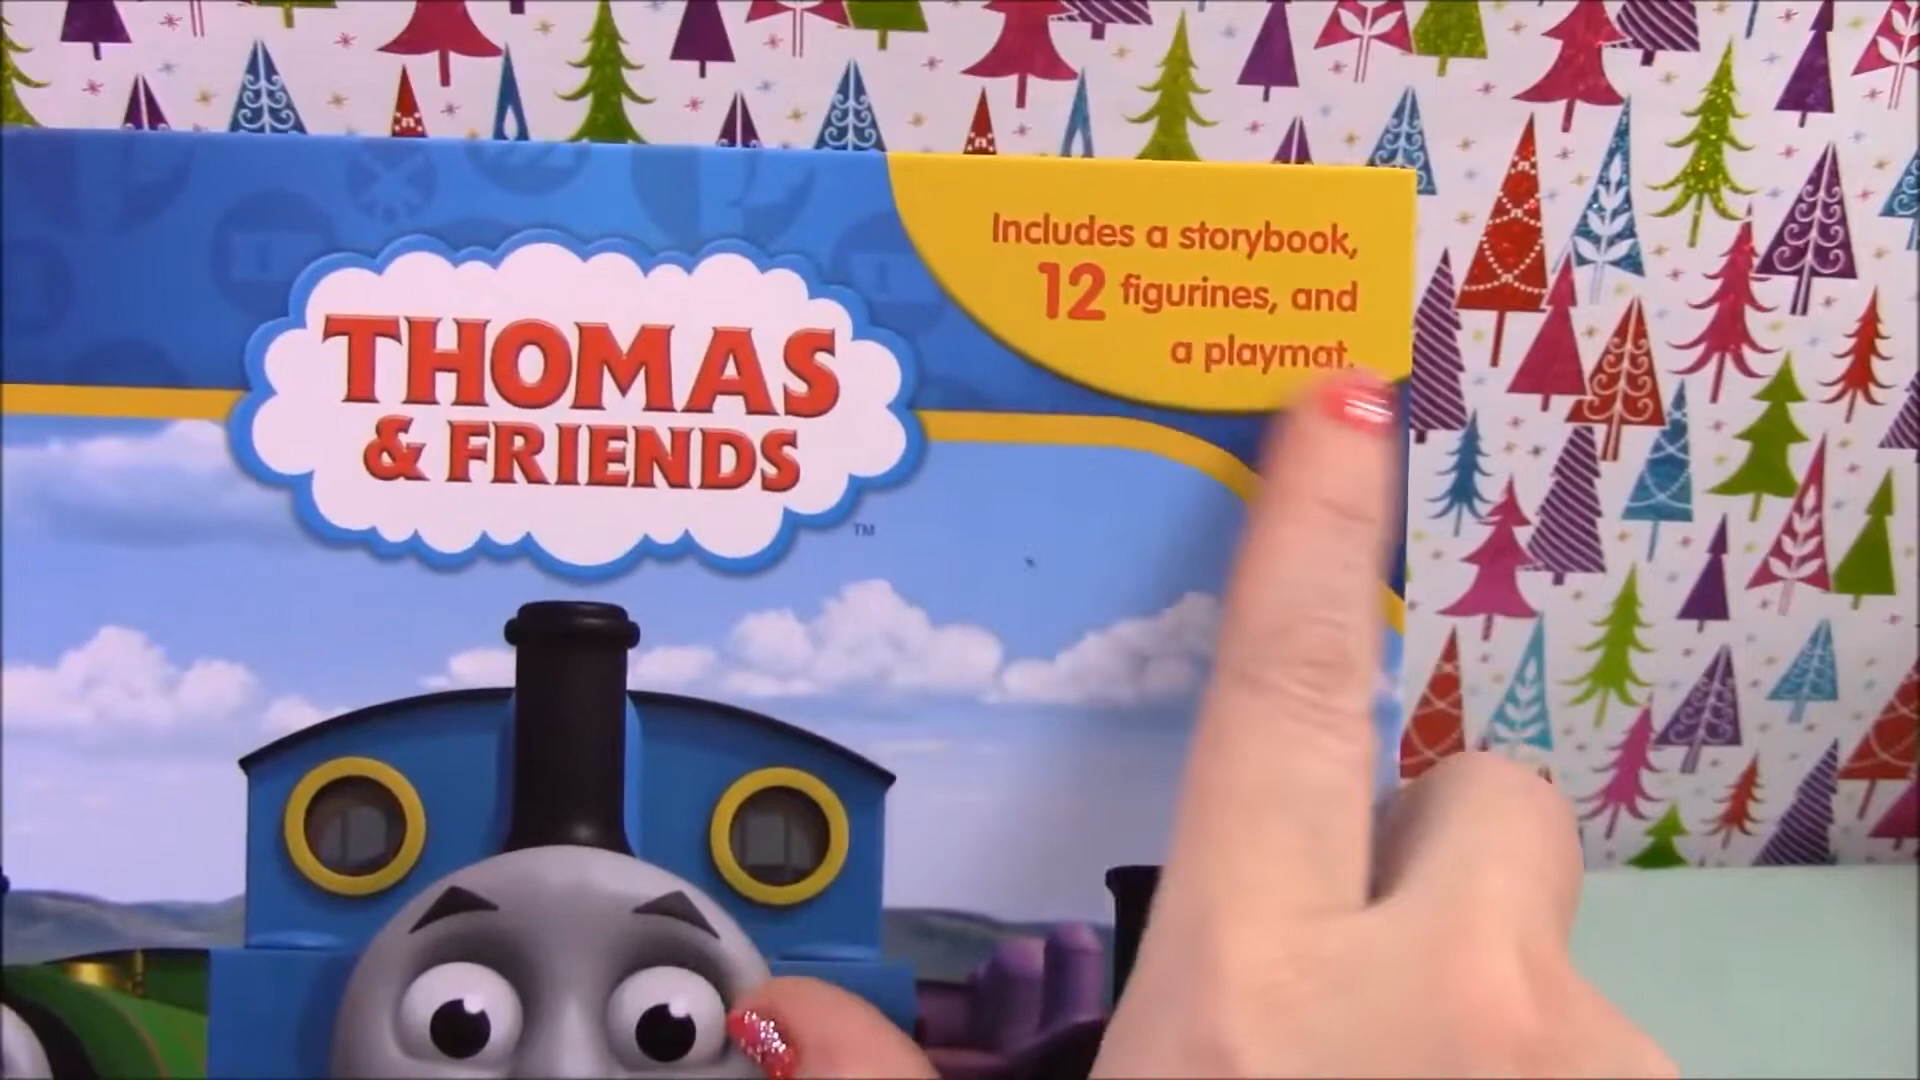 Includes a storybook,
12 figurines, and
a playmat.
THOMAS
& FRIENDS
TM